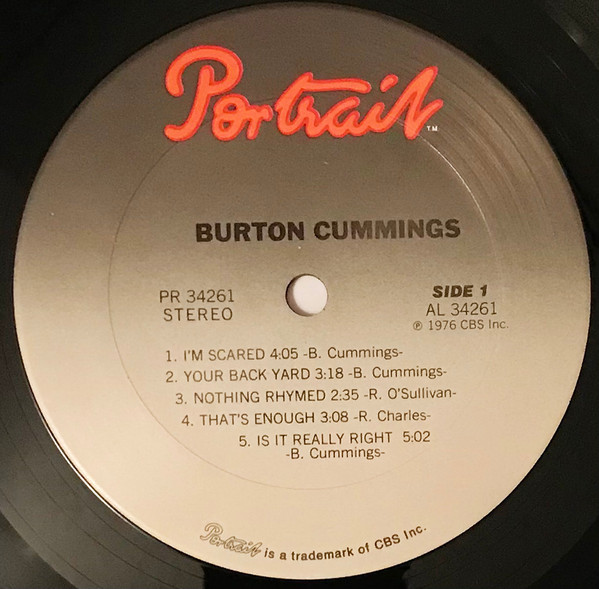 Portrait ™
BURTON CUMMINGS
PR 34261
STEREO
SIDE 1
AL 34261
℗ 1976 CBS Inc.
1. I'M SCARED 4:05 -B. Cummings-
2. YOUR BACK YARD 3:18 -B. Cummings-
3. NOTHING RHYMED 2:35 -R. O'Sullivan-
4. THAT'S ENOUGH 3:08 -R. Charles-
5. IS IT REALLY RIGHT 5:02
-B. Cummings-
Portrait is a trademark of CBS Inc.